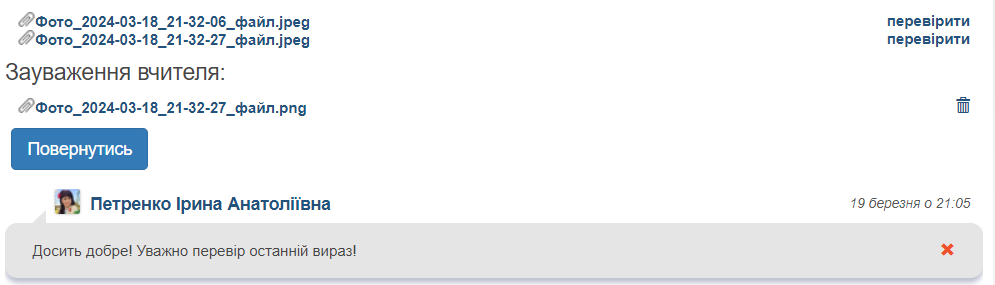 Фото_2024-03-18_21-32-06_файл.jpeg перевірити
Фото_2024-03-18_21-32-27_файл.jpeg перевірити
Зауваження вчителя:
Фото_2024-03-18_21-32-27_файл.png
Повернутись
Петренко Ірина Анатоліївна 19 березня о 21:05
Досить добре! Уважно перевір останній вираз!